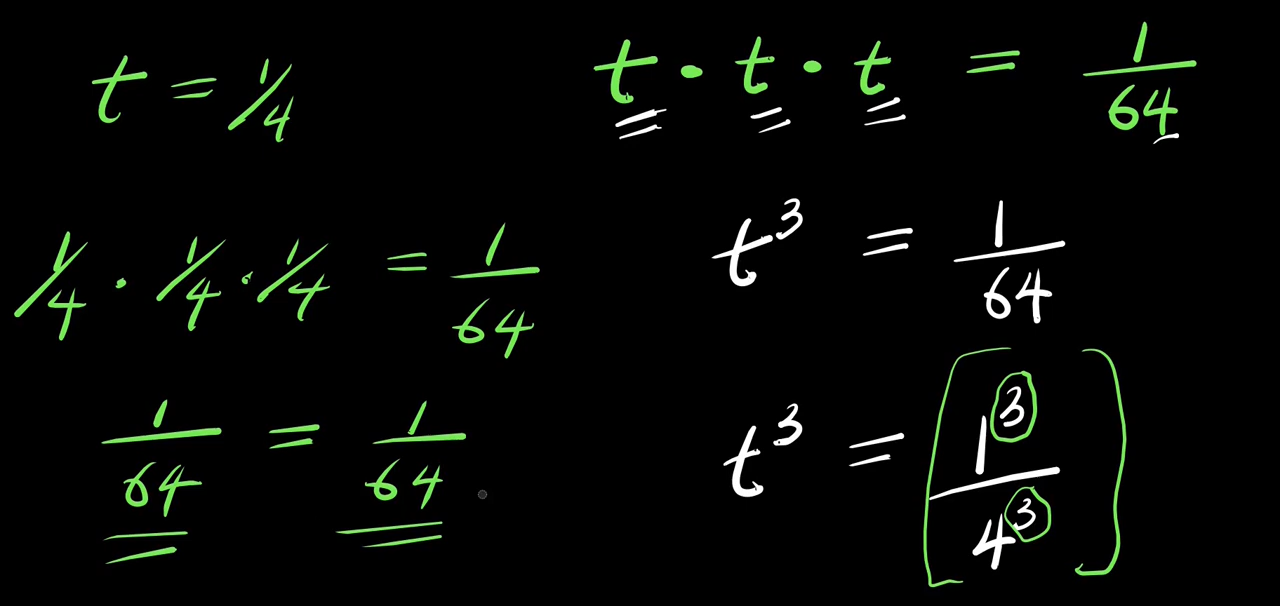 t · t · t = 1/64
t³ = 1/64
t³ = [1³/4³]
t = 1/4
1/4 · 1/4 · 1/4 = 1/64
1/64 = 1/64